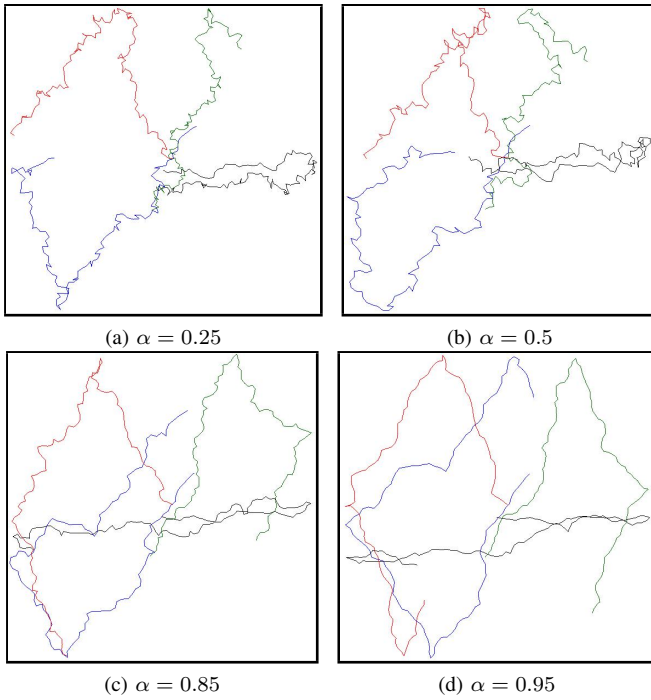 (a) α = 0.25
(b) α = 0.5
(c) α = 0.85
(d) α = 0.95